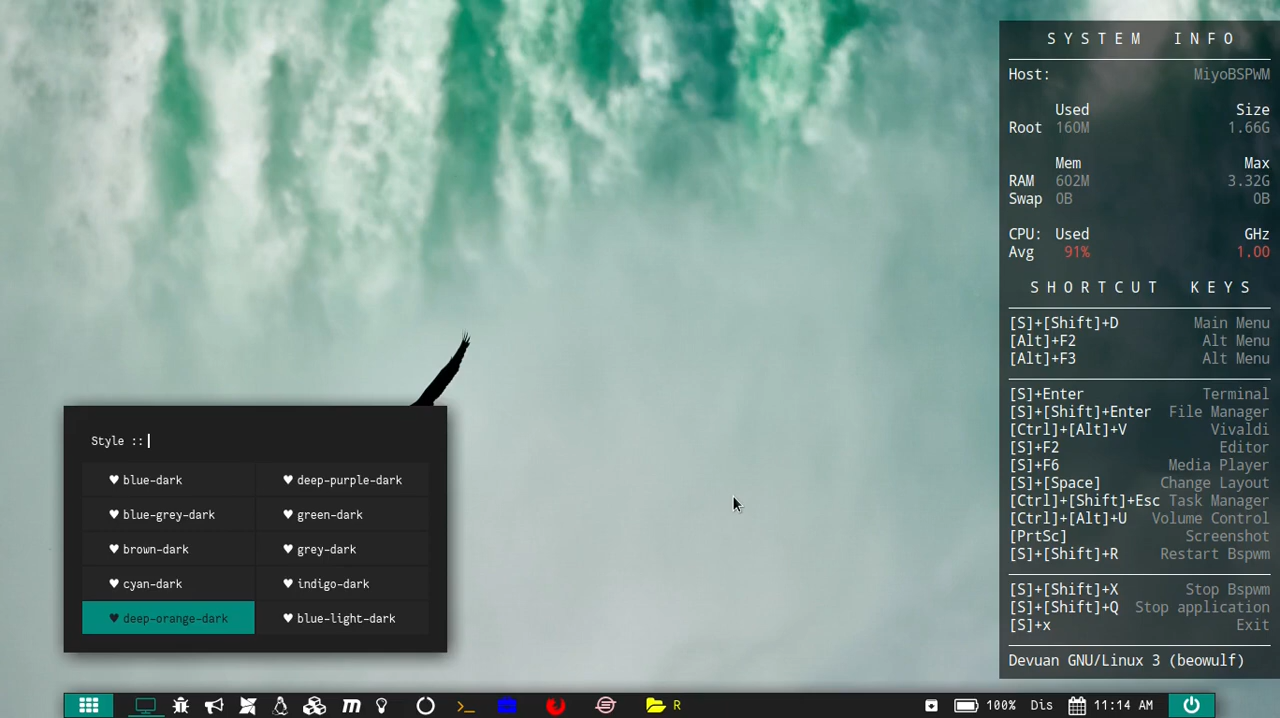 SYSTEM INFO
Host: MiyoBSPWM
Used Size
Root 160M 1.66G
Mem Max
RAM 602M 3.32G
Swap 0B 0B
CPU: Used GHz
Avg 91% 1.00
SHORTCUT KEYS
[S]+[Shift]+D Main Menu
[Alt]+F2 Alt Menu
[Alt]+F3 Alt Menu
[S]+Enter Terminal
[S]+[Shift]+Enter File Manager
[Ctrl]+[Alt]+V Vivaldi
[S]+F2 Editor
[S]+F6 Media Player
[S]+[Space] Change Layout
[Ctrl]+[Shift]+Esc Task Manager
[Ctrl]+[Alt]+U Volume Control
[PrtSc] Screenshot
[S]+[Shift]+R Restart Bspwm
[S]+[Shift]+X Stop Bspwm
[S]+[Shift]+Q Stop application
[S]+x Exit
Devuan GNU/Linux 3 (beowulf)
Style ::
♥ blue-dark ♥ deep-purple-dark
♥ blue-grey-dark ♥ green-dark
♥ brown-dark ♥ grey-dark
♥ cyan-dark ♥ indigo-dark
♥ deep-orange-dark ♥ blue-light-dark
R 100% Dis 11:14 AM